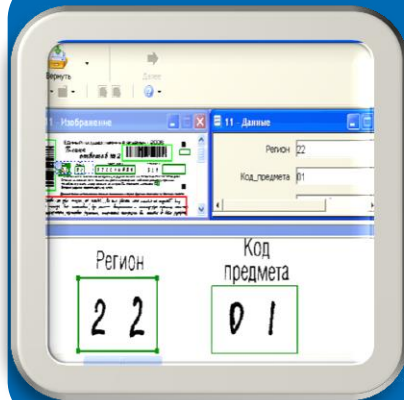 Вернуть
Далее
11 - Изображение
11 - Данные
Регион 22
Код_предмета 01
Регион
Код
предмета
2 2
0 1